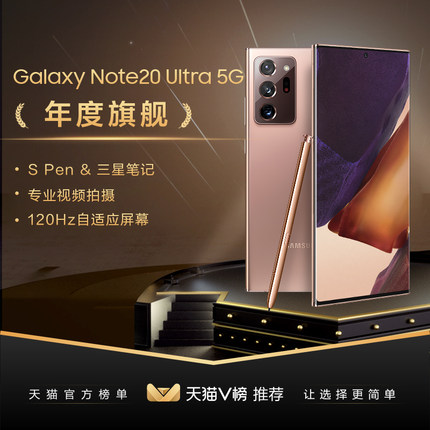 Galaxy Note20 Ultra 5G
年度旗舰
• S Pen & 三星笔记
• 专业视频拍摄
• 120Hz自适应屏幕
SAMSUNG
天猫官方榜单
天猫V榜 推荐
让选择更简单